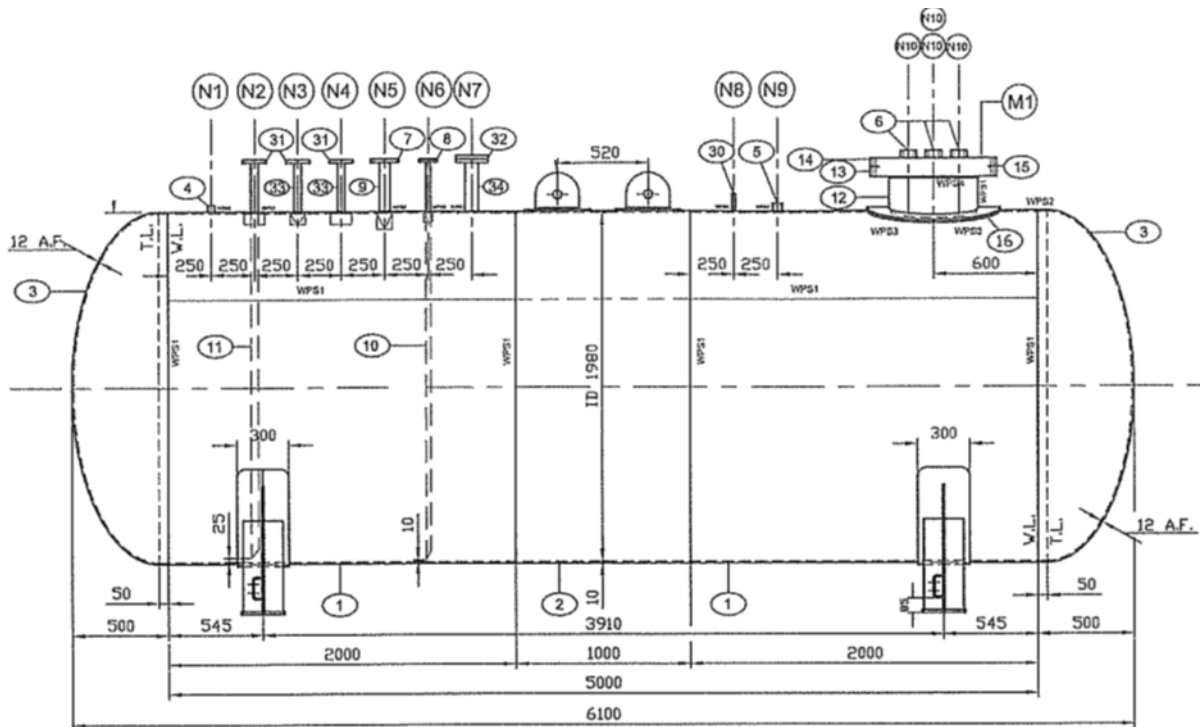 N10
N10 N10 N10
N1 N2 N3 N4 N5 N6 N7 N8 N9 M1
6
31 31 7 8 32 520 30 5 14 15
13
4 33 33 9 34 12 WPS4 WPS1
WPS2
WPS3 WPS2 16
12 A.F. T.L. W.L. 3
250 250 250 250 250 250 250 250 250 600
3 WPS1 WPS1
11 10
WPS1 ID 1980 WPS1 WPS1
300 300
25 10 W.L. T.L. 12 A.F.
50 1 2 10 1 85 50
500 545 3910 545 500
2000 1000 2000
5000
6100